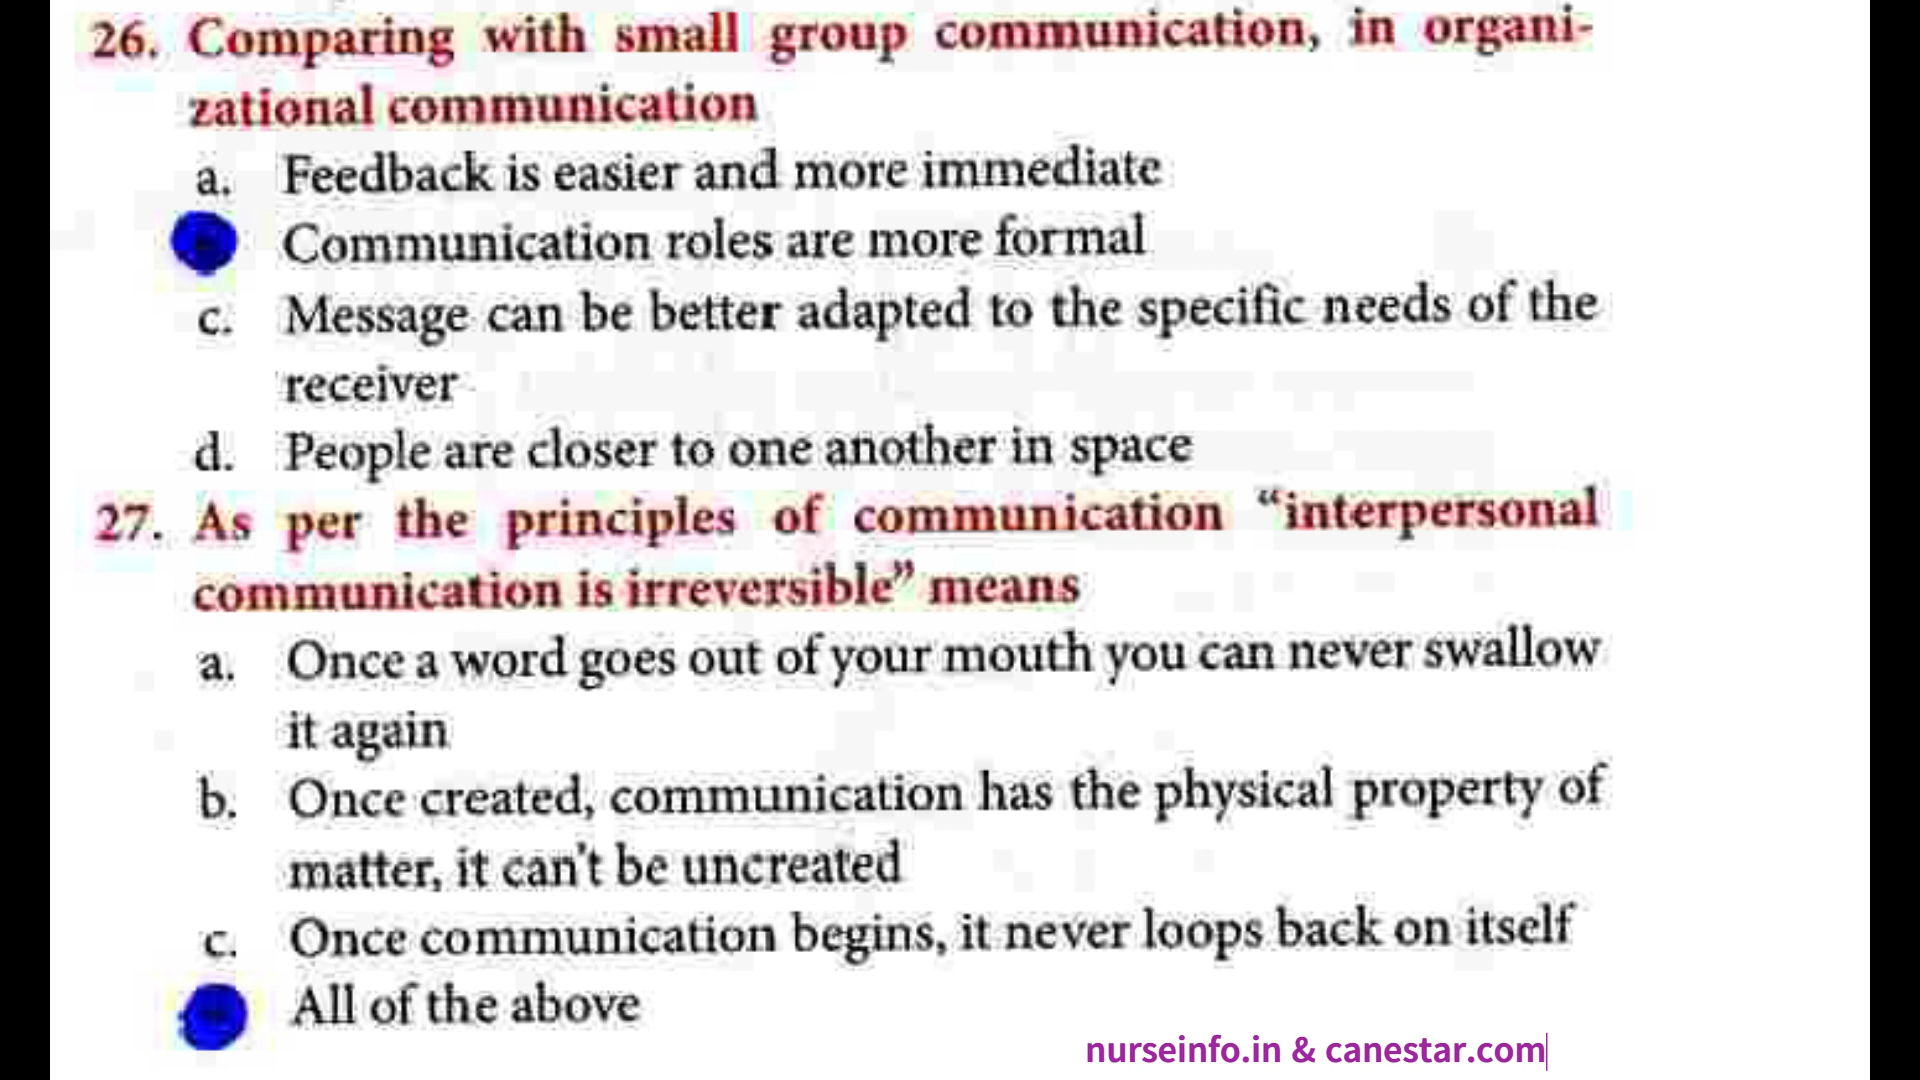 26. Comparing with small group communication, in organi-
zational communication
a. Feedback is easier and more immediate
Communication roles are more formal
c. Message can be better adapted to the specific needs of the
receiver
d. People are closer to one another in space
27. As per the principles of communication “interpersonal
communication is irreversible” means
a. Once a word goes out of your mouth you can never swallow
it again
b. Once created, communication has the physical property of
matter, it can't be uncreated
c. Once communication begins, it never loops back on itself
All of the above
nurseinfo.in & canestar.com